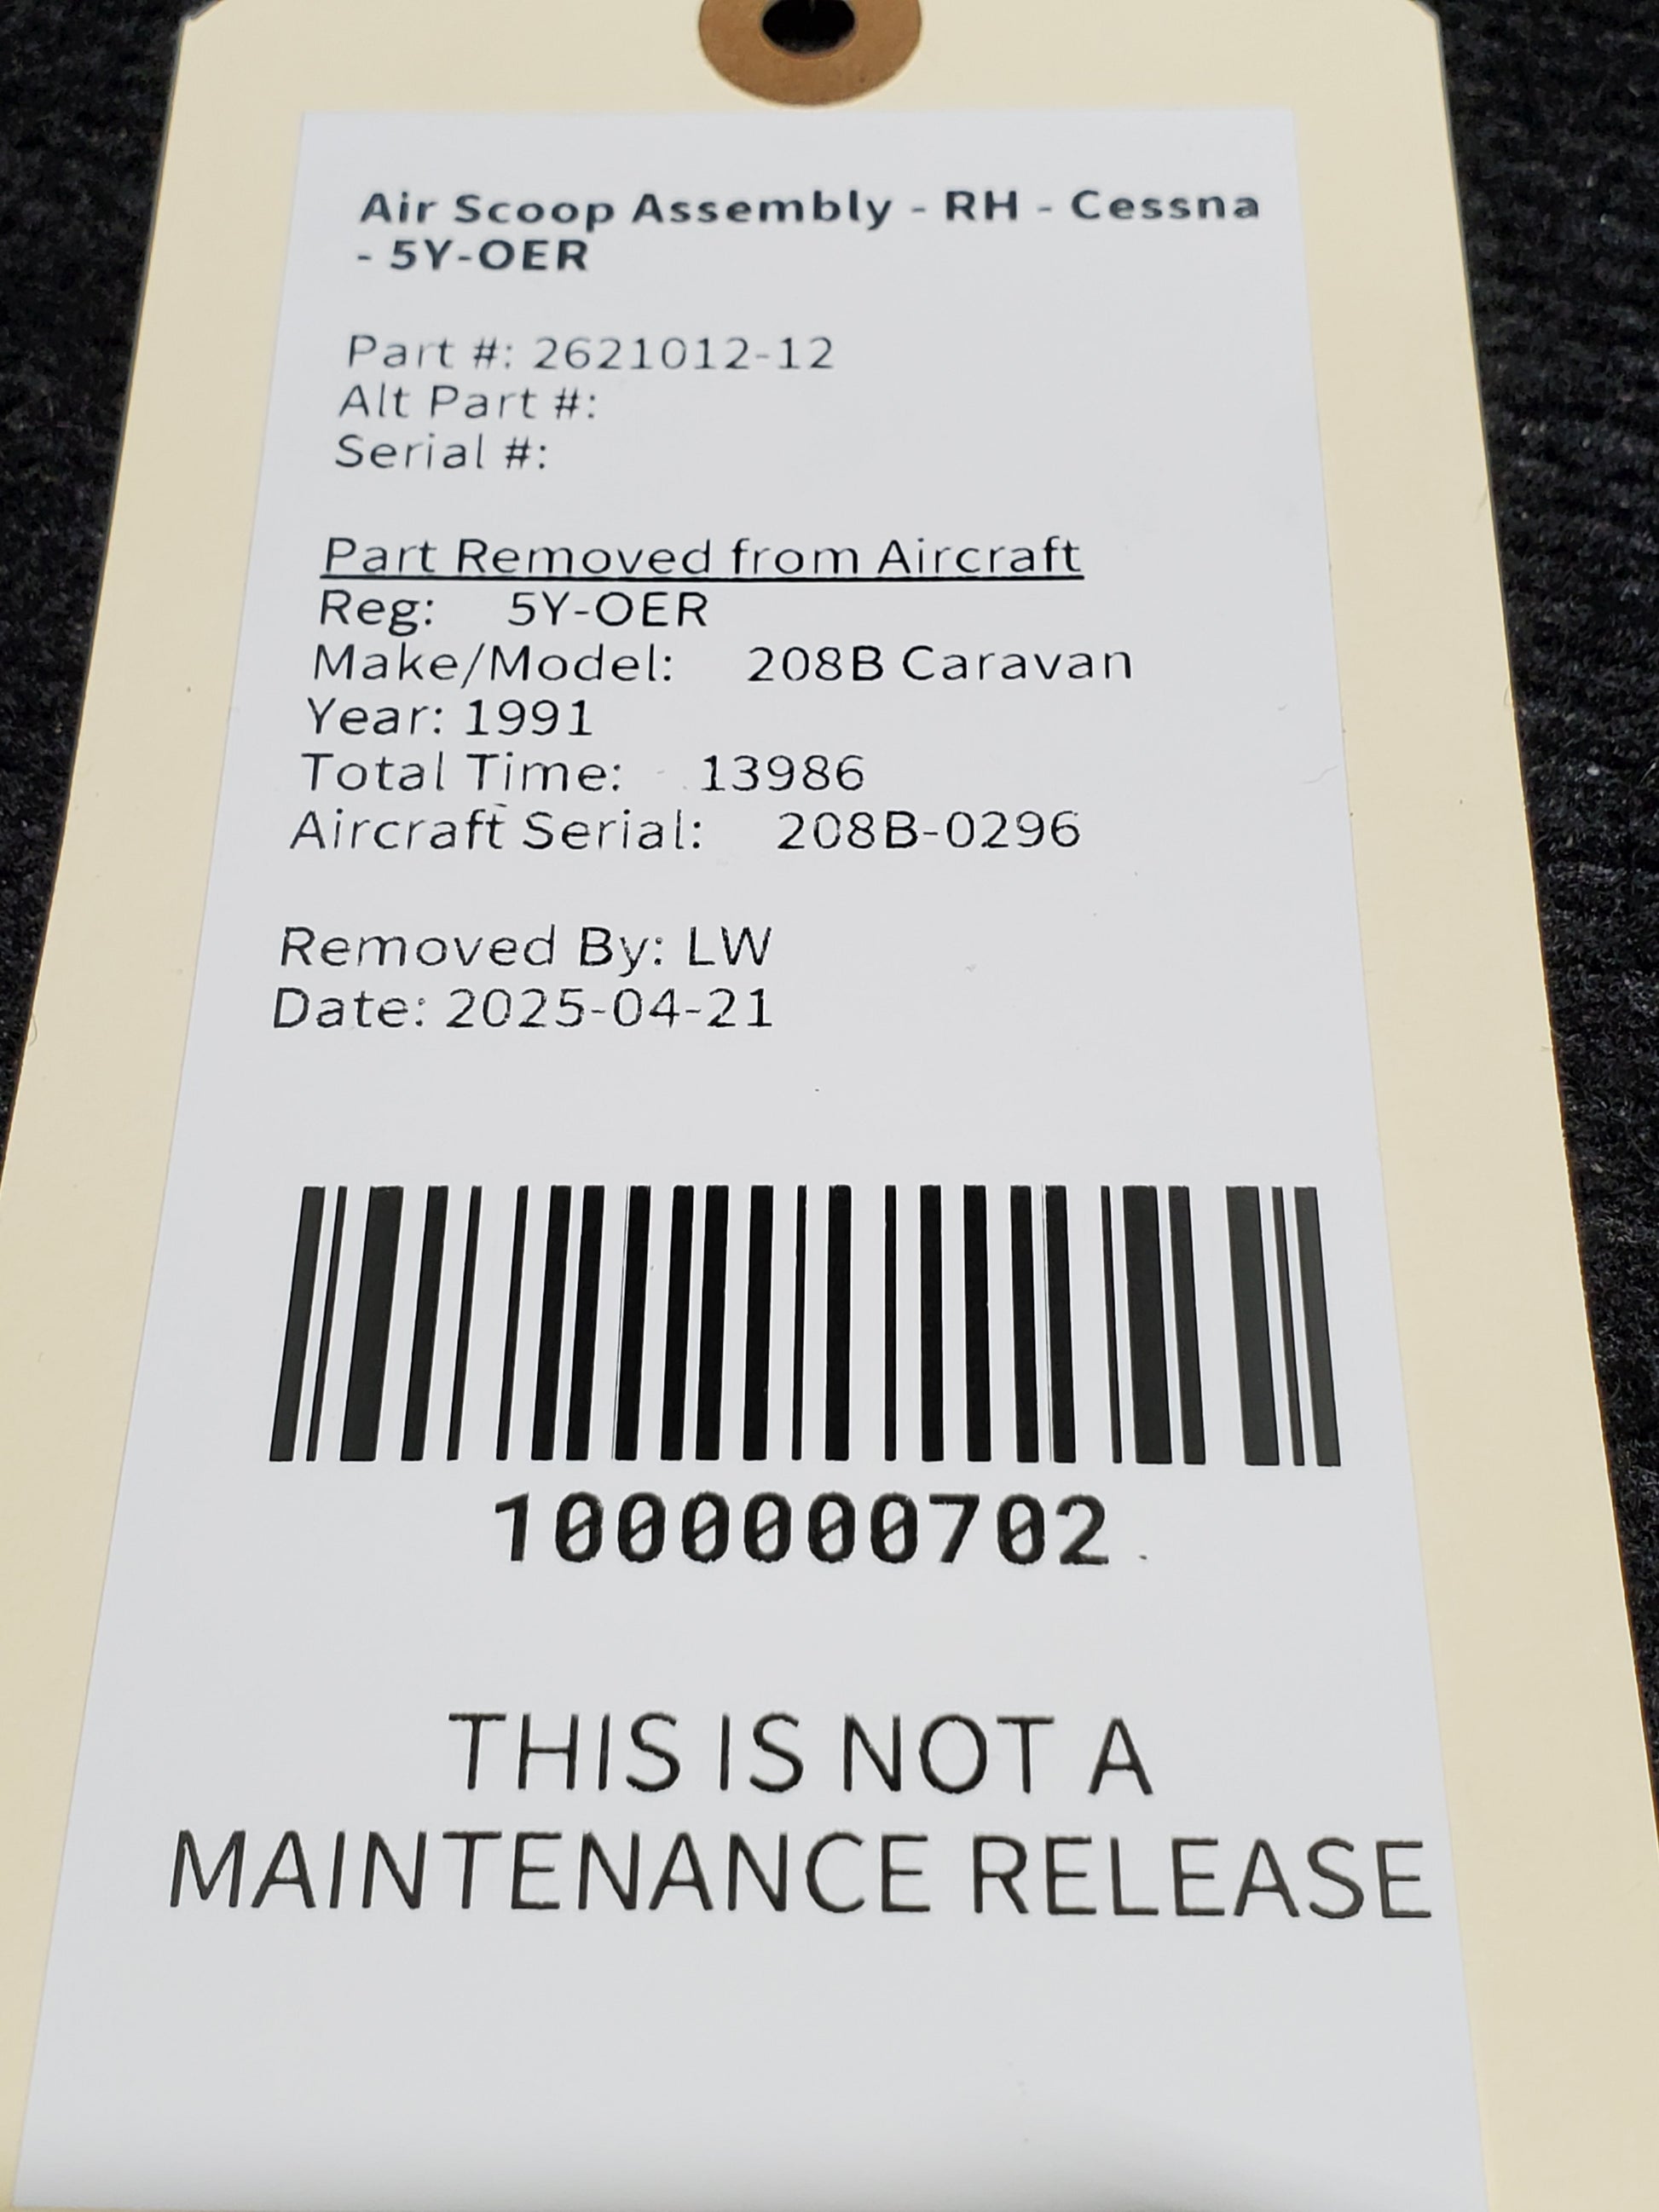 Air Scoop Assembly - RH - Cessna
- 5Y-OER
Part #: 2621012-12
Alt Part #:
Serial #:
Part Removed from Aircraft
Reg: 5Y-OER
Make/Model: 208B Caravan
Year: 1991
Total Time: 13986
Aircraft Serial: 208B-0296
Removed By: LW
Date: 2025-04-21
1000000702
THIS IS NOT A
MAINTENANCE RELEASE